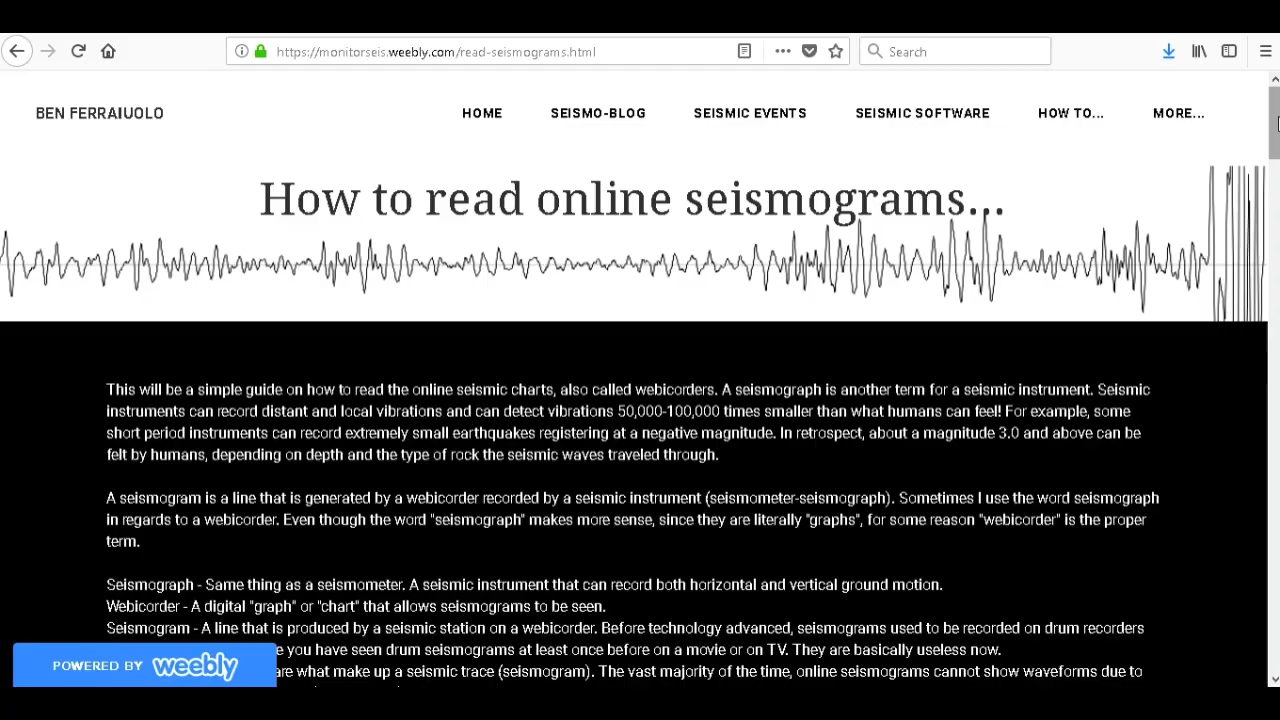 https://monitorseis.weebly.com/read-seismograms.html
Search
BEN FERRAIUOLO
HOME SEISMO-BLOG SEISMIC EVENTS SEISMIC SOFTWARE HOW TO... MORE...
How to read online seismograms...
This will be a simple guide on how to read the online seismic charts, also called webicorders. A seismograph is another term for a seismic instrument. Seismic
instruments can record distant and local vibrations and can detect vibrations 50,000-100,000 times smaller than what humans can feel! For example, some
short period instruments can record extremely small earthquakes registering at a negative magnitude. In retrospect, about a magnitude 3.0 and above can be
felt by humans, depending on depth and the type of rock the seismic waves traveled through.
A seismogram is a line that is generated by a webicorder recorded by a seismic instrument (seismometer-seismograph). Sometimes I use the word seismograph
in regards to a webicorder. Even though the word "seismograph" makes more sense, since they are literally "graphs", for some reason "webicorder" is the proper
term.
Seismograph - Same thing as a seismometer. A seismic instrument that can record both horizontal and vertical ground motion.
Webicorder - A digital "graph" or "chart" that allows seismograms to be seen.
Seismogram - A line that is produced by a seismic station on a webicorder. Before technology advanced, seismograms used to be recorded on drum recorders
you have seen drum seismograms at least once before on a movie or on TV. They are basically useless now.
are what make up a seismic trace (seismogram). The vast majority of the time, online seismograms cannot show waveforms due to
POWERED BY weebly